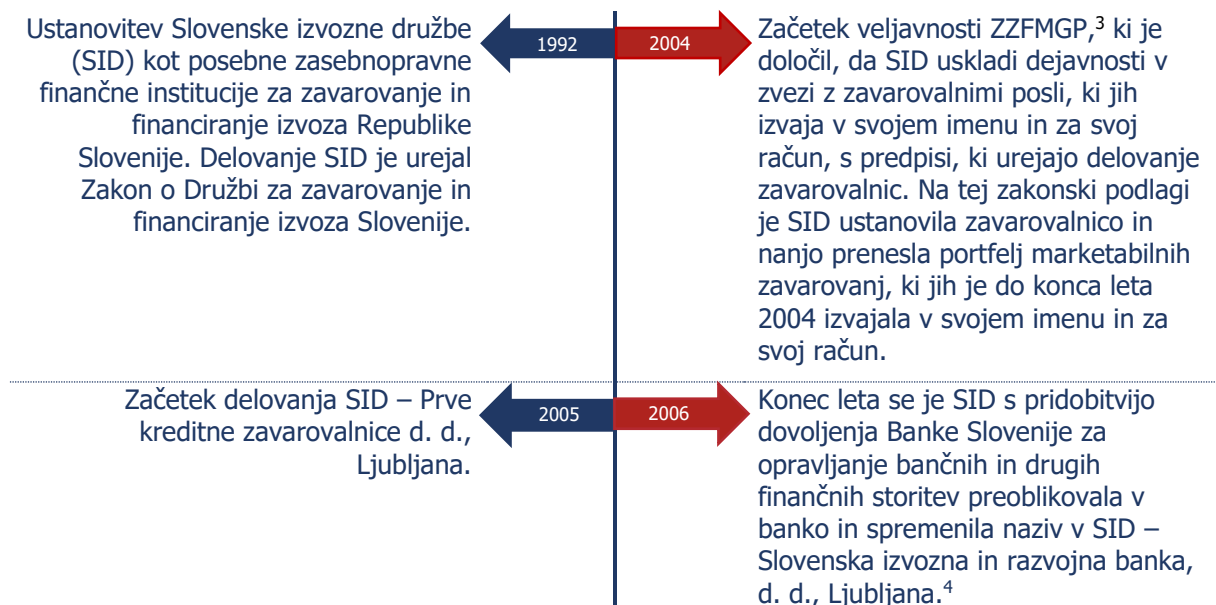 Ustanovitev Slovenske izvozne družbe
(SID) kot posebne zasebnopravne
finančne institucije za zavarovanje in
financiranje izvoza Republike
Slovenije. Delovanje SID je urejal
Zakon o Družbi za zavarovanje in
financiranje izvoza Slovenije.
1992
2004
Začetek veljavnosti ZZFMGP,³ ki je
določil, da SID uskladi dejavnosti v
zvezi z zavarovalnimi posli, ki jih
izvaja v svojem imenu in za svoj
račun, s predpisi, ki urejajo delovanje
zavarovalnic. Na tej zakonski podlagi
je SID ustanovila zavarovalnico in
nanjo prenesla portfelj marketabilnih
zavarovanj, ki jih je do konca leta
2004 izvajala v svojem imenu in za
svoj račun.
Začetek delovanja SID – Prve
kreditne zavarovalnice d. d.,
Ljubljana.
2005
2006
Konec leta se je SID s pridobitvijo
dovoljenja Banke Slovenije za
opravljanje bančnih in drugih
finančnih storitev preoblikovala v
banko in spremenila naziv v SID –
Slovenska izvozna in razvojna banka,
d. d., Ljubljana.⁴